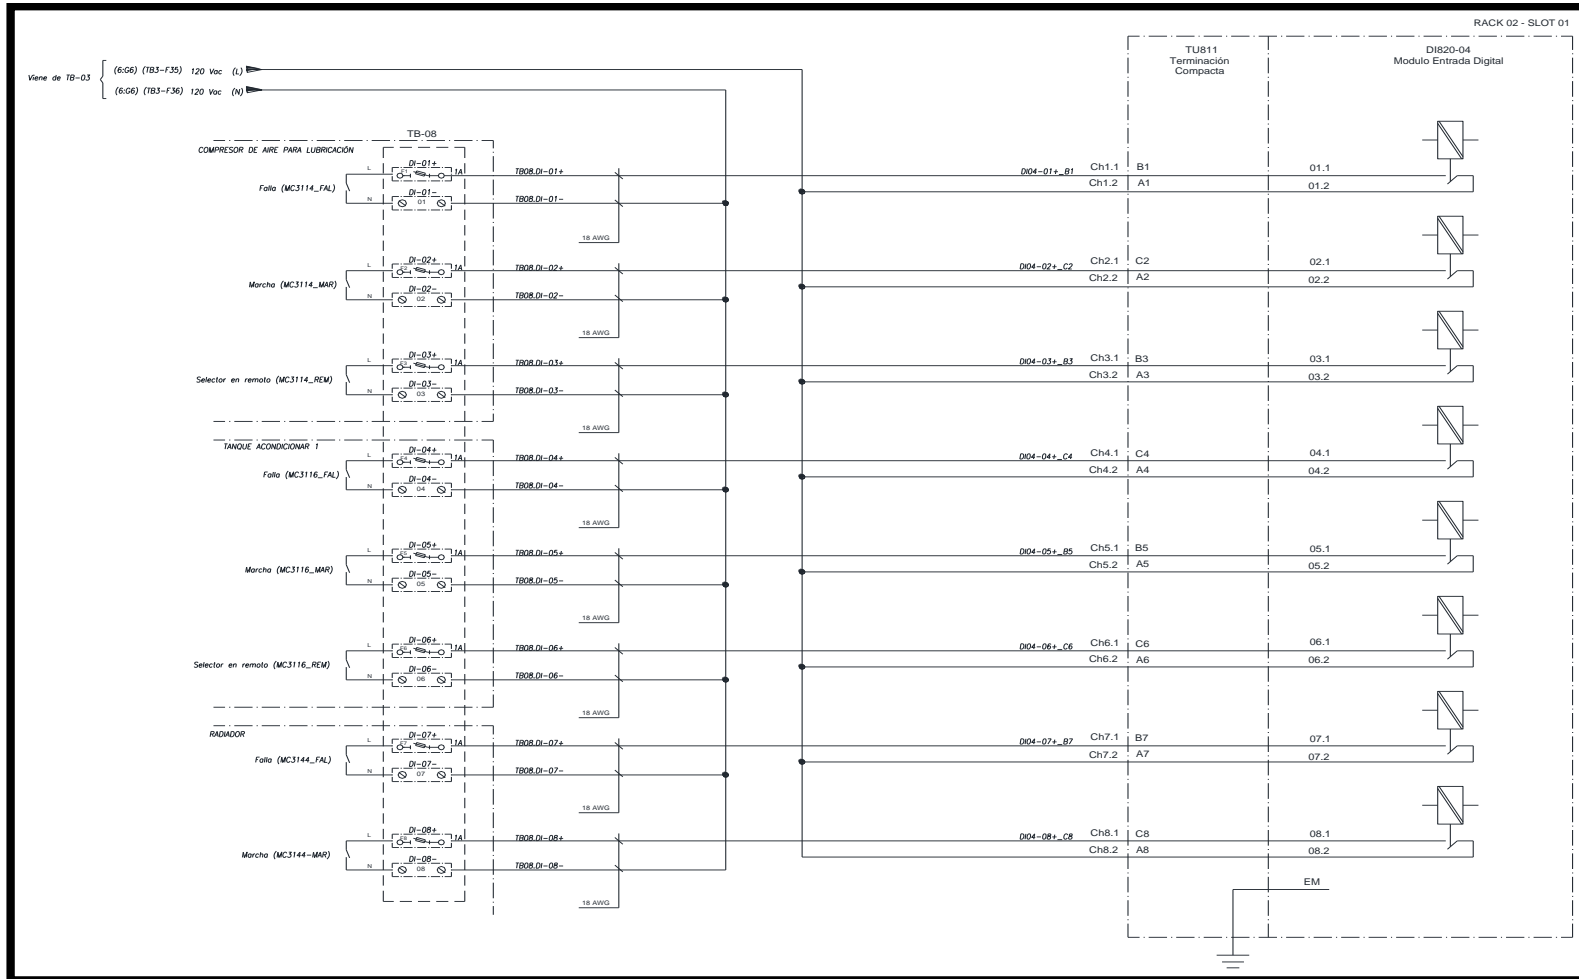 RACK 02 - SLOT 01
TU811
Terminación
Compacta
DI820-04
Modulo Entrada Digital
Viene de TB-03
(6:G6) (TB3-F35) 120 Vac (L)
(6:G6) (TB3-F36) 120 Vac (N)
TB-08
COMPRESOR DE AIRE PARA LUBRICACIÓN
Falla (MC3114_FAL)
L
DI-01+
F1
1A
TB08.DI-01+
DI04-01+_B1
Ch1.1
B1
01.1
N
DI-01-
01
TB08.DI-01-
Ch1.2
A1
01.2
18 AWG
Marcha (MC3114_MAR)
L
DI-02+
F2
1A
TB08.DI-02+
DI04-02+_C2
Ch2.1
C2
02.1
N
DI-02-
02
TB08.DI-02-
Ch2.2
A2
02.2
18 AWG
Selector en remoto (MC3114_REM)
L
DI-03+
F3
1A
TB08.DI-03+
DI04-03+_B3
Ch3.1
B3
03.1
N
DI-03-
03
TB08.DI-03-
Ch3.2
A3
03.2
18 AWG
TANQUE ACONDICIONAR 1
Falla (MC3116_FAL)
L
DI-04+
F4
1A
TB08.DI-04+
DI04-04+_C4
Ch4.1
C4
04.1
N
DI-04-
04
TB08.DI-04-
Ch4.2
A4
04.2
18 AWG
Marcha (MC3116_MAR)
L
DI-05+
F5
1A
TB08.DI-05+
DI04-05+_B5
Ch5.1
B5
05.1
N
DI-05-
05
TB08.DI-05-
Ch5.2
A5
05.2
18 AWG
Selector en remoto (MC3116_REM)
L
DI-06+
F6
1A
TB08.DI-06+
DI04-06+_C6
Ch6.1
C6
06.1
N
DI-06-
06
TB08.DI-06-
Ch6.2
A6
06.2
18 AWG
RADIADOR
Falla (MC3144_FAL)
L
DI-07+
F7
1A
TB08.DI-07+
DI04-07+_B7
Ch7.1
B7
07.1
N
DI-07-
07
TB08.DI-07-
Ch7.2
A7
07.2
18 AWG
Marcha (MC3144-MAR)
L
DI-08+
F8
1A
TB08.DI-08+
DI04-08+_C8
Ch8.1
C8
08.1
N
DI-08-
08
TB08.DI-08-
Ch8.2
A8
08.2
18 AWG
EM